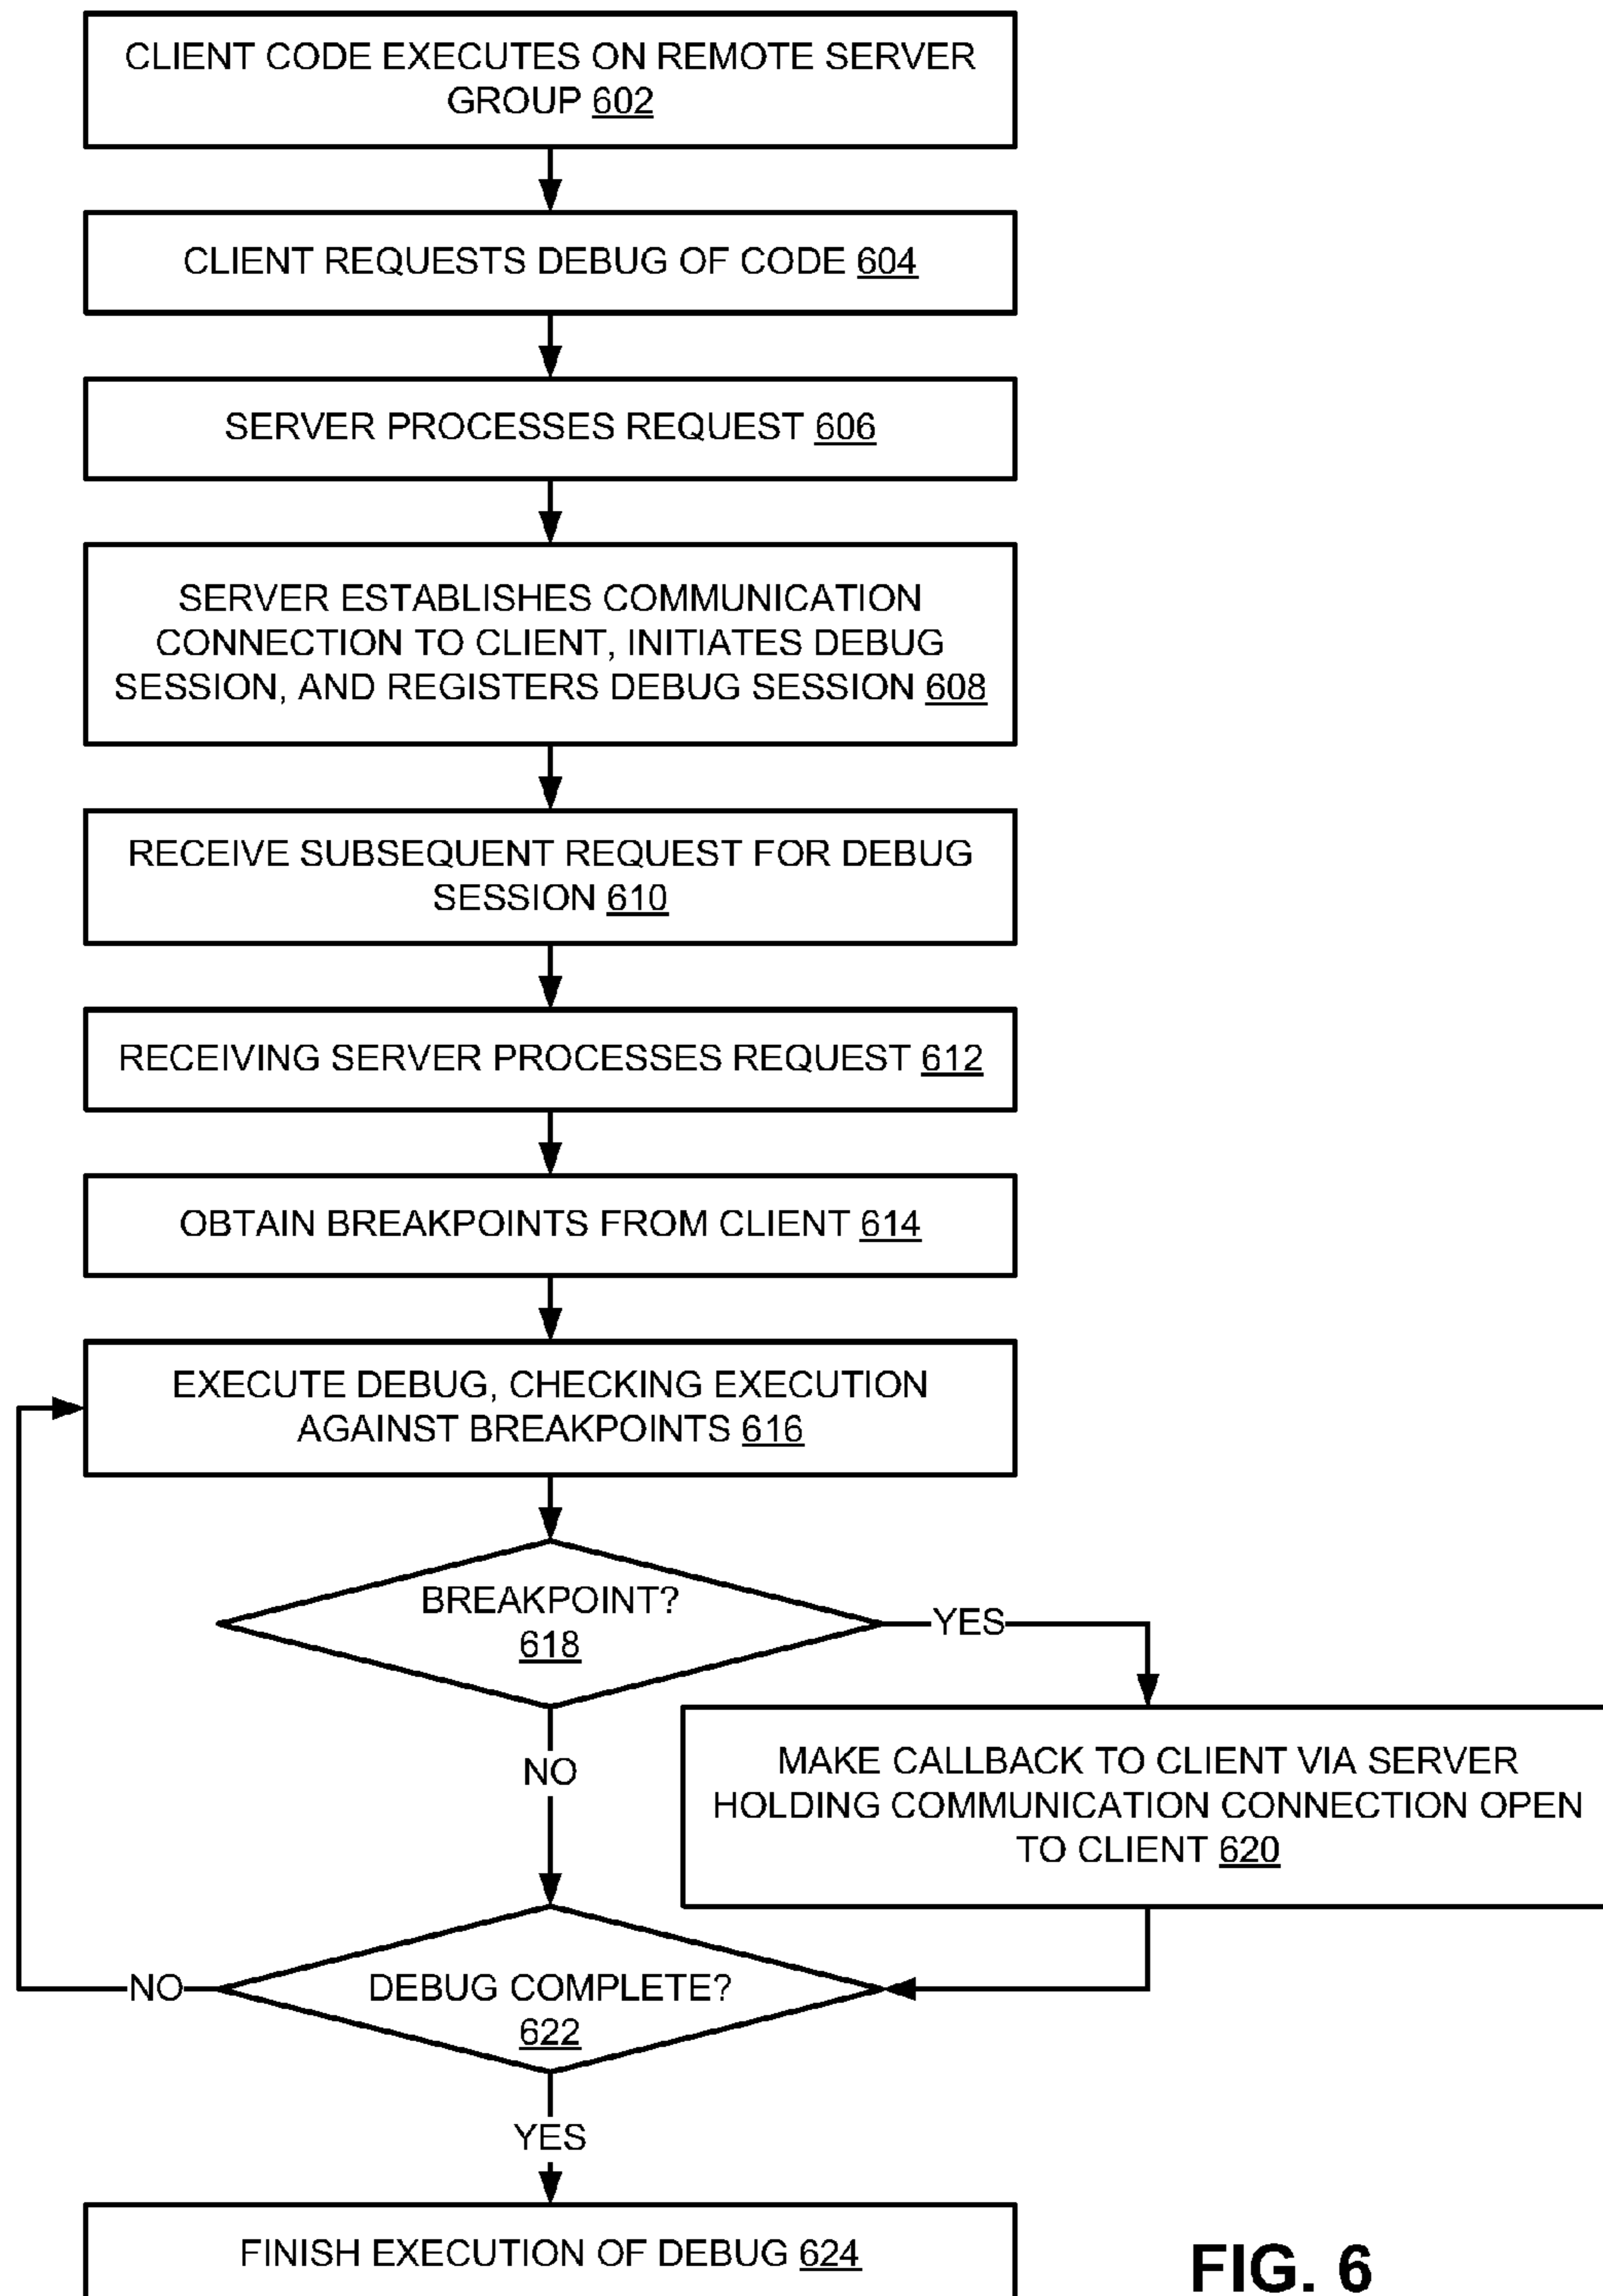 CLIENT CODE EXECUTES ON REMOTE SERVER
GROUP 602
CLIENT REQUESTS DEBUG OF CODE 604
SERVER PROCESSES REQUEST 606
SERVER ESTABLISHES COMMUNICATION
CONNECTION TO CLIENT, INITIATES DEBUG
SESSION, AND REGISTERS DEBUG SESSION 608
RECEIVE SUBSEQUENT REQUEST FOR DEBUG
SESSION 610
RECEIVING SERVER PROCESSES REQUEST 612
OBTAIN BREAKPOINTS FROM CLIENT 614
EXECUTE DEBUG, CHECKING EXECUTION
AGAINST BREAKPOINTS 616
BREAKPOINT?
618
YES
NO
MAKE CALLBACK TO CLIENT VIA SERVER
HOLDING COMMUNICATION CONNECTION OPEN
TO CLIENT 620
DEBUG COMPLETE?
622
NO
YES
FINISH EXECUTION OF DEBUG 624
FIG. 6